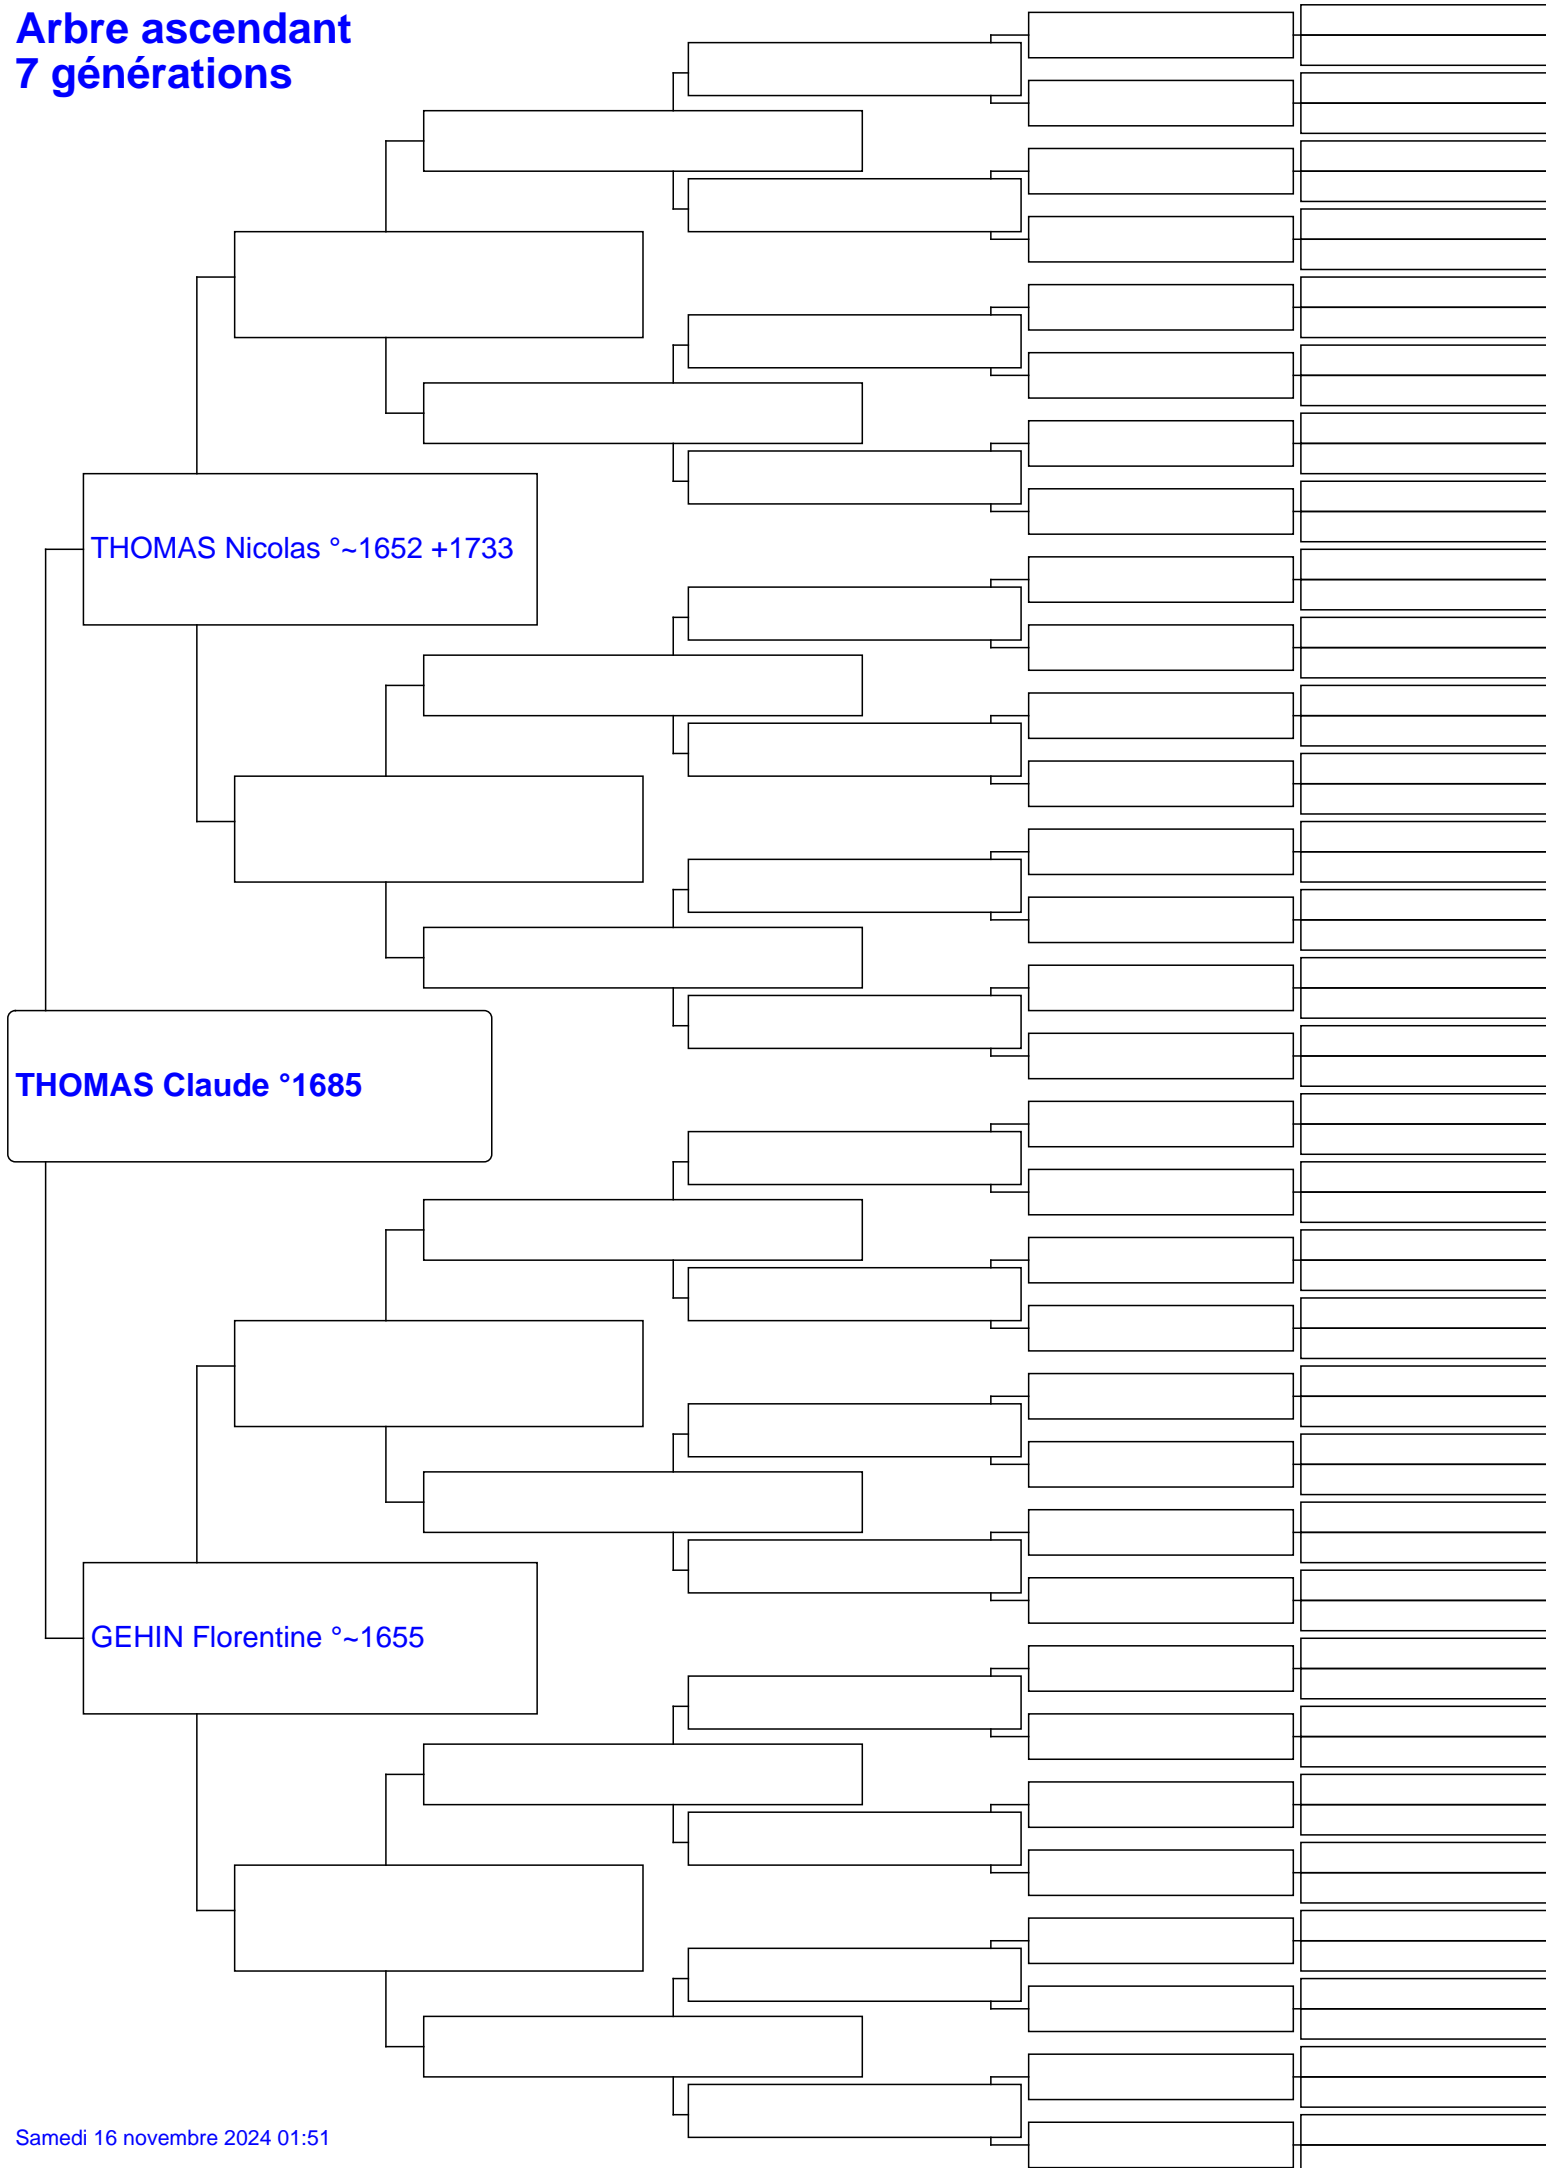 Arbre ascendant
7 générations
THOMAS Nicolas °~1652 +1733
THOMAS Claude °1685
GEHIN Florentine °~1655
Samedi 16 novembre 2024 01:51